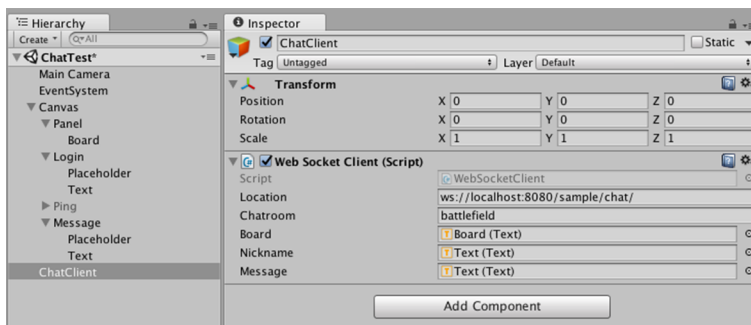 Hierarchy
Create
All
ChatTest*
Main Camera
EventSystem
Canvas
Panel
Board
Login
Placeholder
Text
Ping
Message
Placeholder
Text
ChatClient
Inspector
ChatClient Static
Tag Untagged Layer Default
Transform
Position X 0 Y 0 Z 0
Rotation X 0 Y 0 Z 0
Scale X 1 Y 1 Z 1
Web Socket Client (Script)
Script WebSocketClient
Location ws://localhost:8080/sample/chat/
Chatroom battlefield
Board Board (Text)
Nickname Text (Text)
Message Text (Text)
Add Component